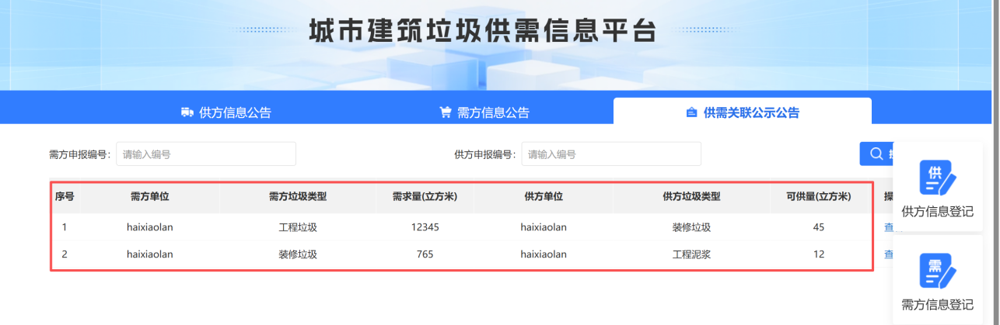 城市建筑垃圾供需信息平台
供方信息公告 需方信息公告 供需关联公示公告
需方申报编号： 请输入编号 供方申报编号： 请输入编号
序号 需方单位 需方垃圾类型 需求量(立方米) 供方单位 供方垃圾类型 可供量(立方米)
1 haixiaolan 工程垃圾 12345 haixiaolan 装修垃圾 45
2 haixiaolan 装修垃圾 765 haixiaolan 工程泥浆 12 查
供
供方信息登记
需
需方信息登记